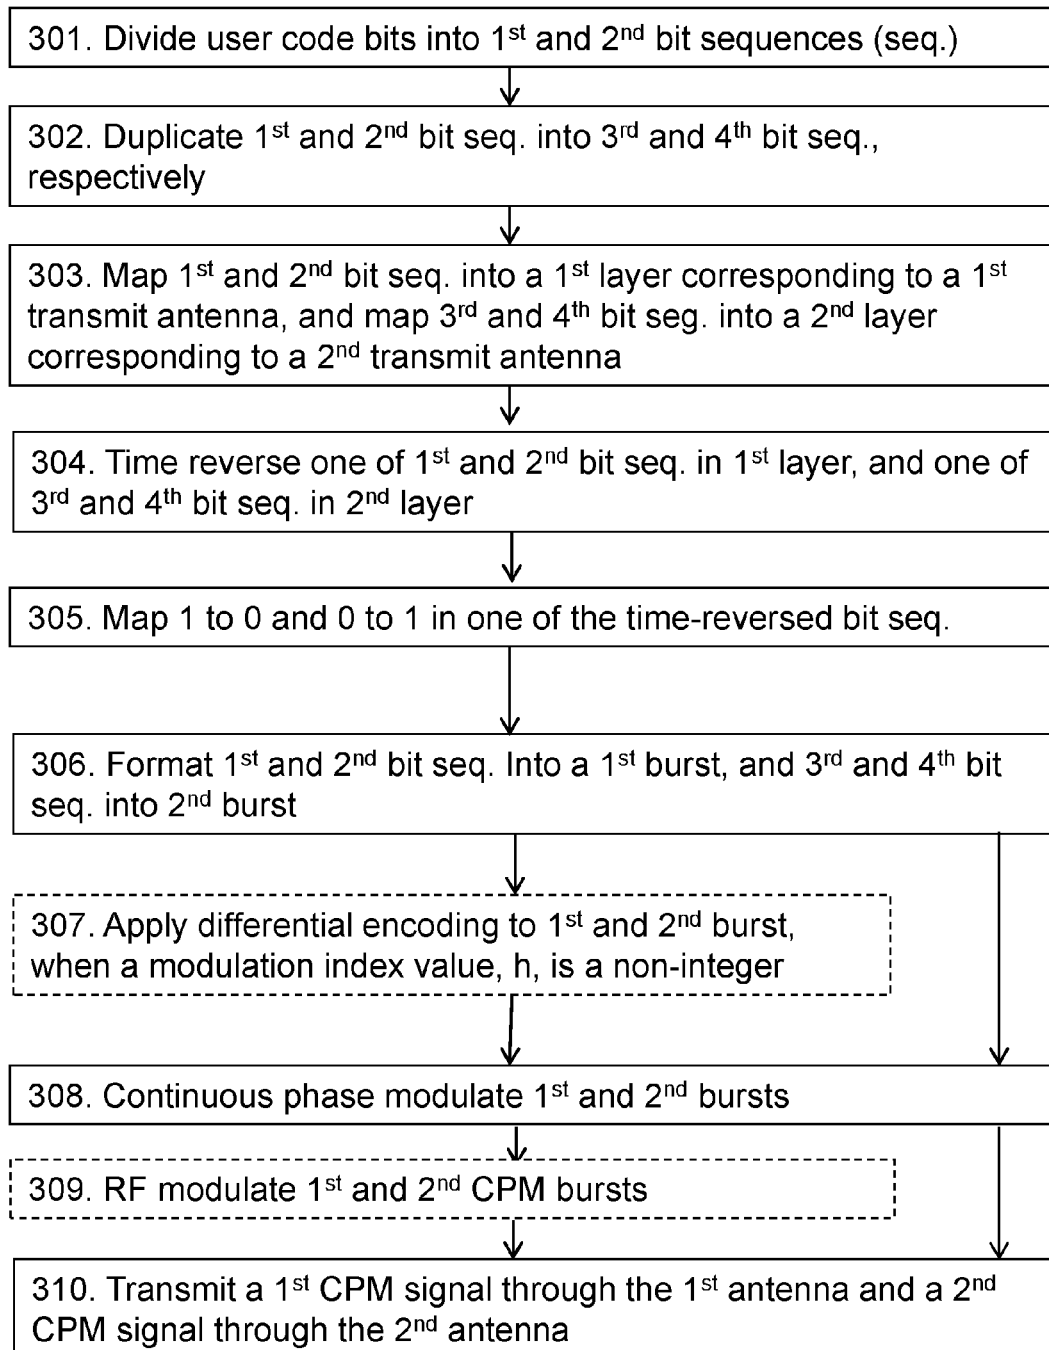 301. Divide user code bits into 1st and 2nd bit sequences (seq.)
302. Duplicate 1st and 2nd bit seq. into 3rd and 4th bit seq.,
respectively
303. Map 1st and 2nd bit seq. into a 1st layer corresponding to a 1st
transmit antenna, and map 3rd and 4th bit seg. into a 2nd layer
corresponding to a 2nd transmit antenna
304. Time reverse one of 1st and 2nd bit seq. in 1st layer, and one of
3rd and 4th bit seq. in 2nd layer
305. Map 1 to 0 and 0 to 1 in one of the time-reversed bit seq.
306. Format 1st and 2nd bit seq. Into a 1st burst, and 3rd and 4th bit
seq. into 2nd burst
307. Apply differential encoding to 1st and 2nd burst,
when a modulation index value, h, is a non-integer
308. Continuous phase modulate 1st and 2nd bursts
309. RF modulate 1st and 2nd CPM bursts
310. Transmit a 1st CPM signal through the 1st antenna and a 2nd
CPM signal through the 2nd antenna